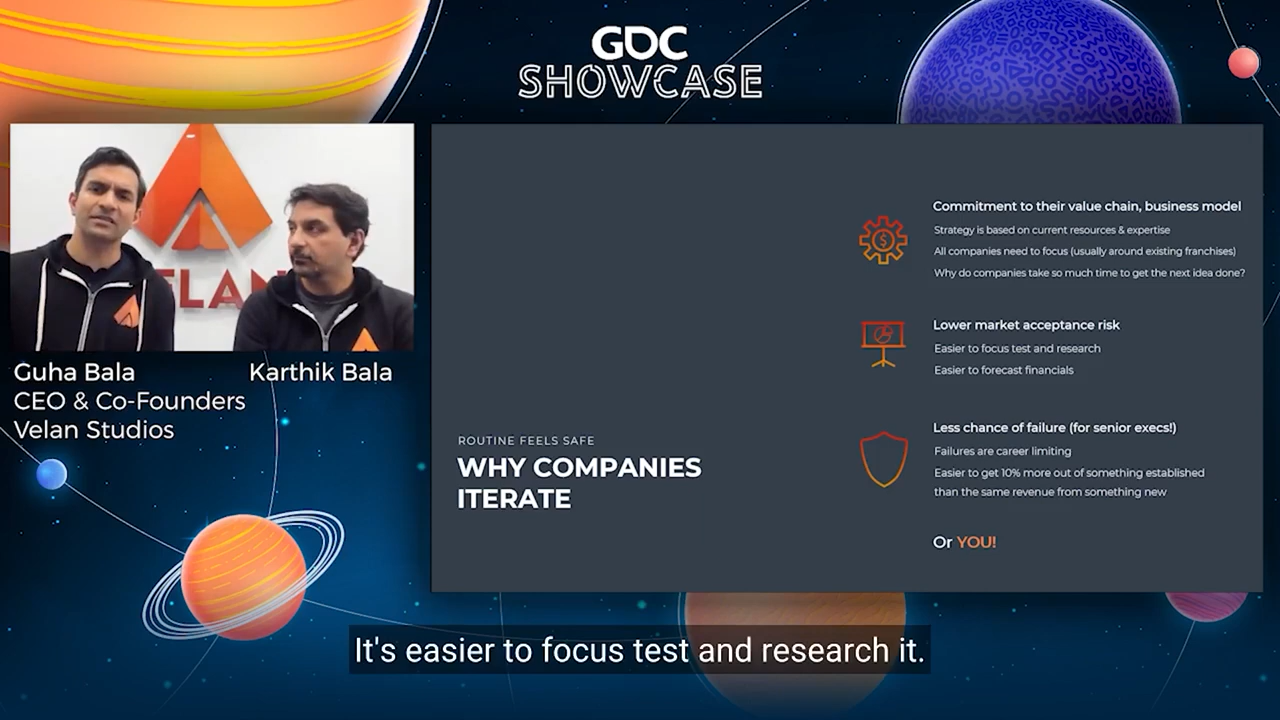 GDC
SHOWCASE
ELAN
Guha Bala
Karthik Bala
CEO & Co-Founders
Velan Studios
ROUTINE FEELS SAFE
WHY COMPANIES
ITERATE
Commitment to their value chain, business model
Strategy is based on current resources & expertise
All companies need to focus (usually around existing franchises)
Why do companies take so much time to get the next idea done?
Lower market acceptance risk
Easier to focus test and research
Easier to forecast financials
Less chance of failure (for senior execs!)
Failures are career limiting
Easier to get 10% more out of something established
than the same revenue from something new
Or YOU!
It's easier to focus test and research it.